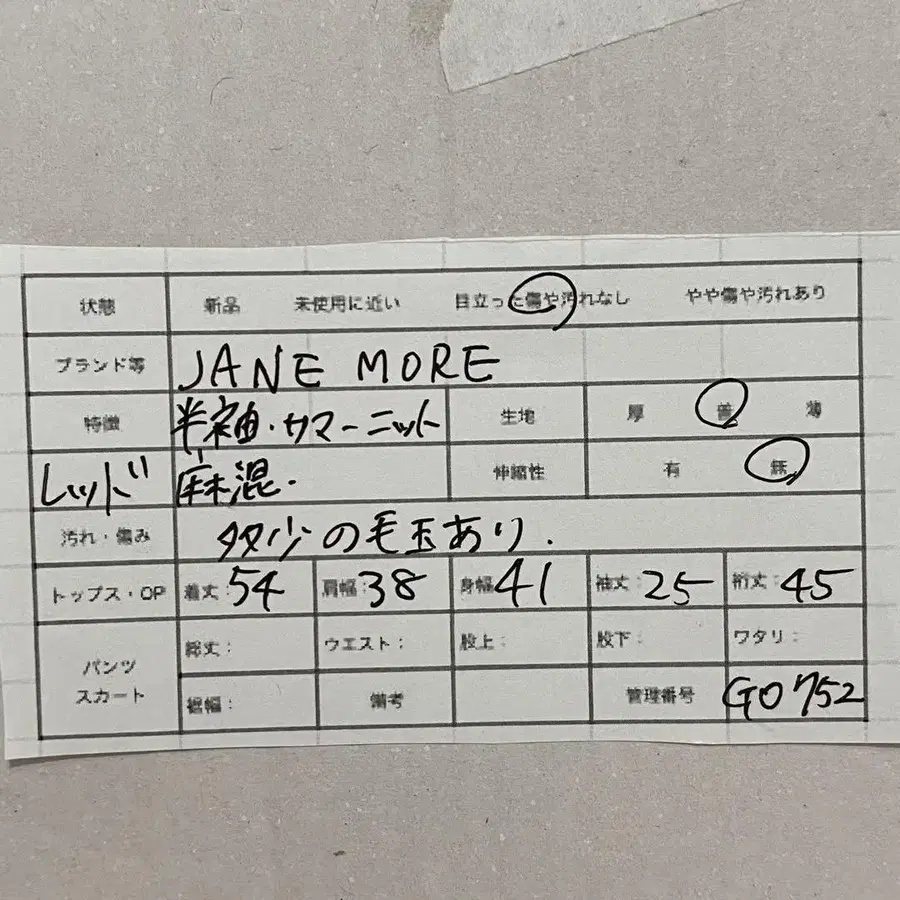 状態 新品 未使用に近い 目立った傷や汚れなし やや傷や汚れあり
ブランド等 JANE MORE
特徴 半袖・サマーニット 生地 厚 普 薄
レッド 麻混. 伸縮性 有 無
汚れ・傷み 多少の毛玉あり.
トップス・OP 着丈:54 肩幅:38 身幅:41 袖丈:25 裄丈:45
パンツ スカート 総丈: ウエスト: 股上: 股下: ワタリ:
裾幅: 備考 管理番号 GO752